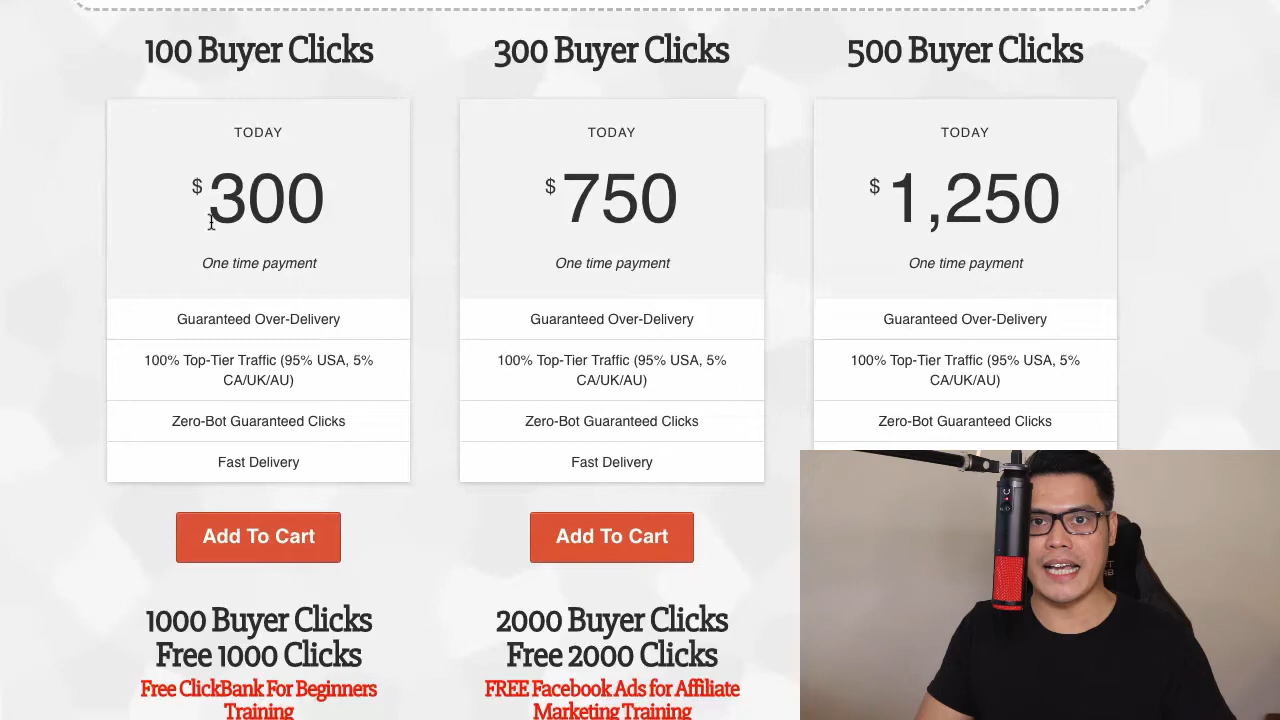 100 Buyer Clicks
TODAY
$300
One time payment
Guaranteed Over-Delivery
100% Top-Tier Traffic (95% USA, 5%
CA/UK/AU)
Zero-Bot Guaranteed Clicks
Fast Delivery
Add To Cart
300 Buyer Clicks
TODAY
$750
One time payment
Guaranteed Over-Delivery
100% Top-Tier Traffic (95% USA, 5%
CA/UK/AU)
Zero-Bot Guaranteed Clicks
Fast Delivery
Add To Cart
500 Buyer Clicks
TODAY
$1,250
One time payment
Guaranteed Over-Delivery
100% Top-Tier Traffic (95% USA, 5%
CA/UK/AU)
Zero-Bot Guaranteed Clicks
1000 Buyer Clicks
Free 1000 Clicks
Free ClickBank For Beginners
Training
2000 Buyer Clicks
Free 2000 Clicks
FREE Facebook Ads for Affiliate
Marketing Training